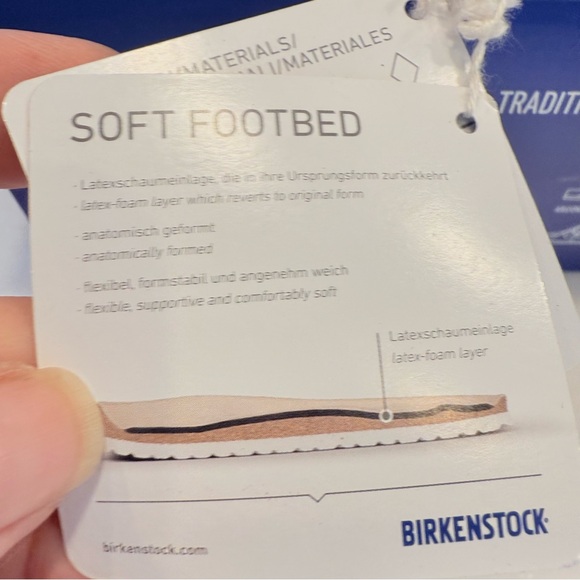 /MATERIALS/
I/MATERIALES
TRADITI
SOFT FOOTBED
- Latexschaumeinlage, die in ihre Ursprungsform zurückkehrt
- latex-foam layer which reverts to original form
- anatomisch geformt
- anatomically formed
- flexibel, formstabil und angenehm weich
- flexible, supportive and comfortably soft
Latexschaumeinlage
latex-foam layer
birkenstock.com
BIRKENSTOCK